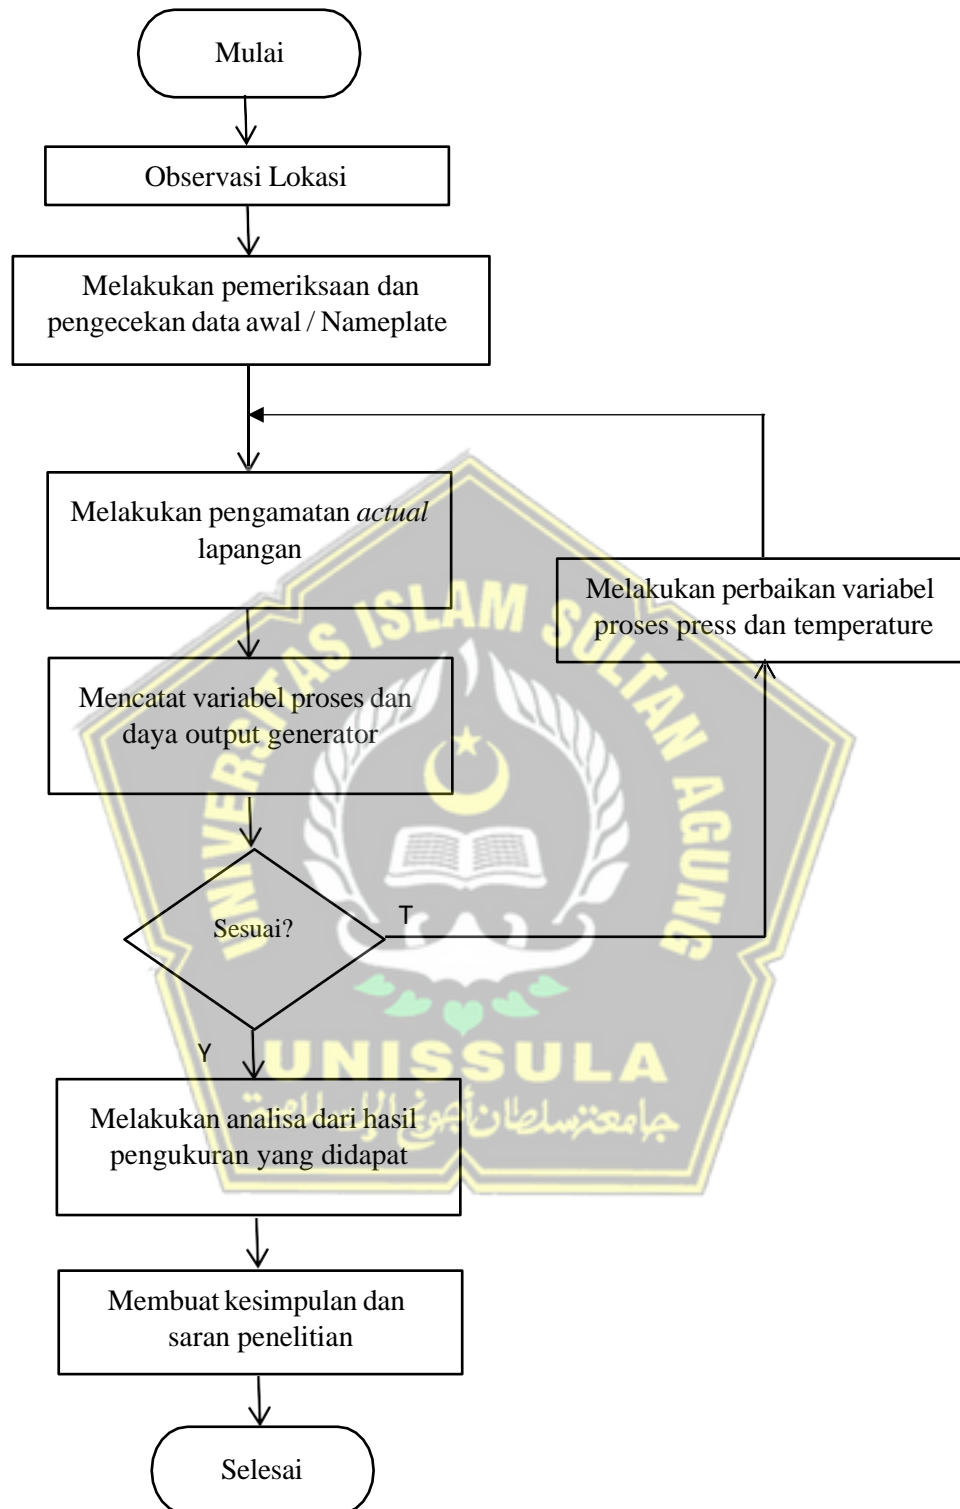 Mulai
Observasi Lokasi
Melakukan pemeriksaan dan
pengecekan data awal / Nameplate
Melakukan pengamatan actual
lapangan
Melakukan perbaikan variabel
proses press dan temperature
Mencatat variabel proses dan
daya output generator
Sesuai?
T
Y
Melakukan analisa dari hasil
pengukuran yang didapat
Membuat kesimpulan dan
saran penelitian
Selesai
UNIVERSITAS ISLAM SULTAN AGUNG
UNISSULA
جامعتنسلطان أجونج الإسلامية